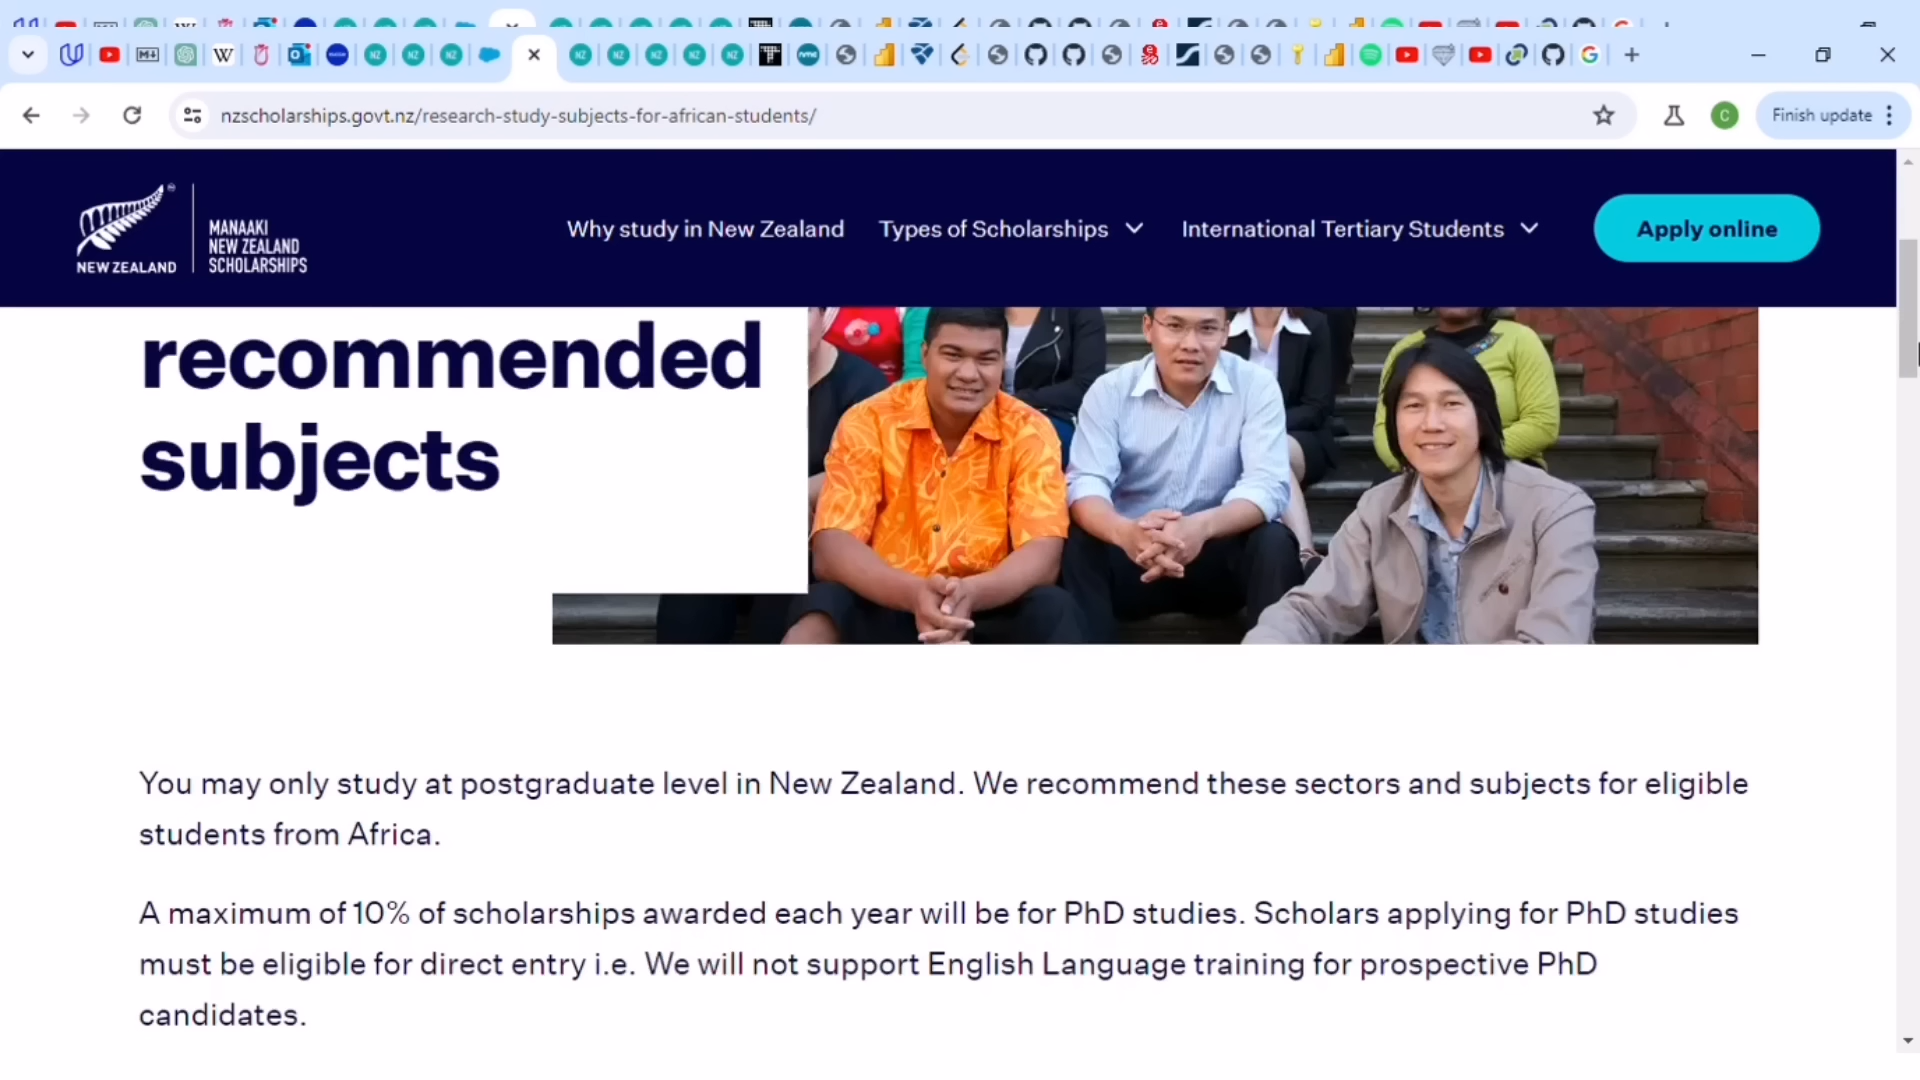 nzscholarships.govt.nz/research-study-subjects-for-african-students/
Finish update
NEW ZEALAND
MANAAKI
NEW ZEALAND
SCHOLARSHIPS
Why study in New Zealand
Types of Scholarships
International Tertiary Students
Apply online
recommended
subjects
You may only study at postgraduate level in New Zealand. We recommend these sectors and subjects for eligible
students from Africa.
A maximum of 10% of scholarships awarded each year will be for PhD studies. Scholars applying for PhD studies
must be eligible for direct entry i.e. We will not support English Language training for prospective PhD
candidates.